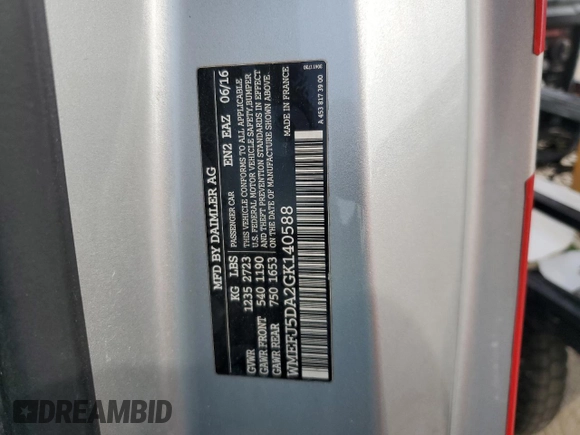 MFD BY DAIMLER AG
KG LBS
GVWR 1235 2723
GAWR FRONT 540 1190
GAWR REAR 750 1653
PASSENGER CAR EN2 EAZ 06/16
THIS VEHICLE CONFORMS TO ALL APPLICABLE
U.S. FEDERAL MOTOR VEHICLE SAFETY,BUMPER
AND THEFT PREVENTION STANDARDS IN EFFECT
ON THE DATE OF MANUFACTURE SHOWN ABOVE.
WMEFJ5DA2GK140588
MADE IN FRANCE
A 453 817 39 00
DREAMBID